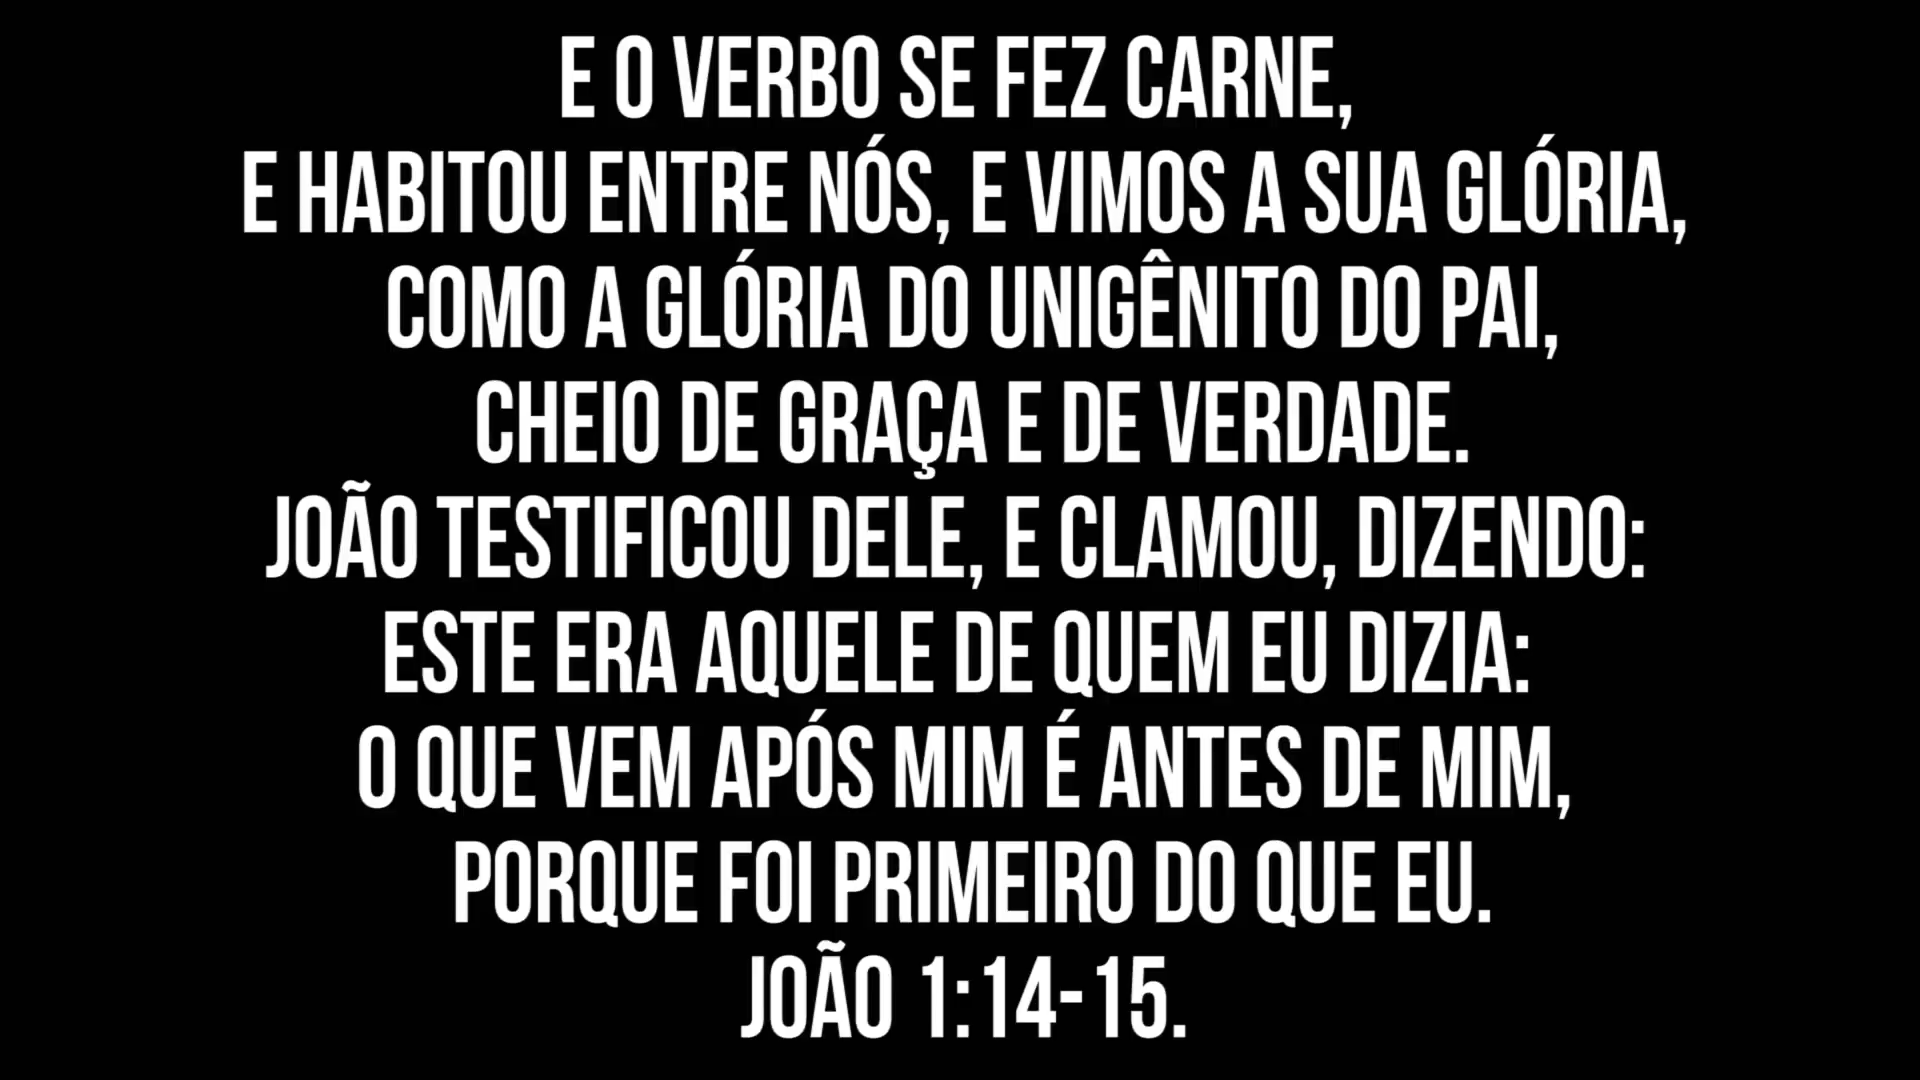 E O VERBO SE FEZ CARNE,
E HABITOU ENTRE NÓS, E VIMOS A SUA GLÓRIA,
COMO A GLÓRIA DO UNIGÊNITO DO PAI,
CHEIO DE GRAÇA E DE VERDADE.
JOÃO TESTIFICOU DELE, E CLAMOU, DIZENDO:
ESTE ERA AQUELE DE QUEM EU DIZIA:
O QUE VEM APÓS MIM É ANTES DE MIM,
PORQUE FOI PRIMEIRO DO QUE EU.
JOÃO 1:14-15.